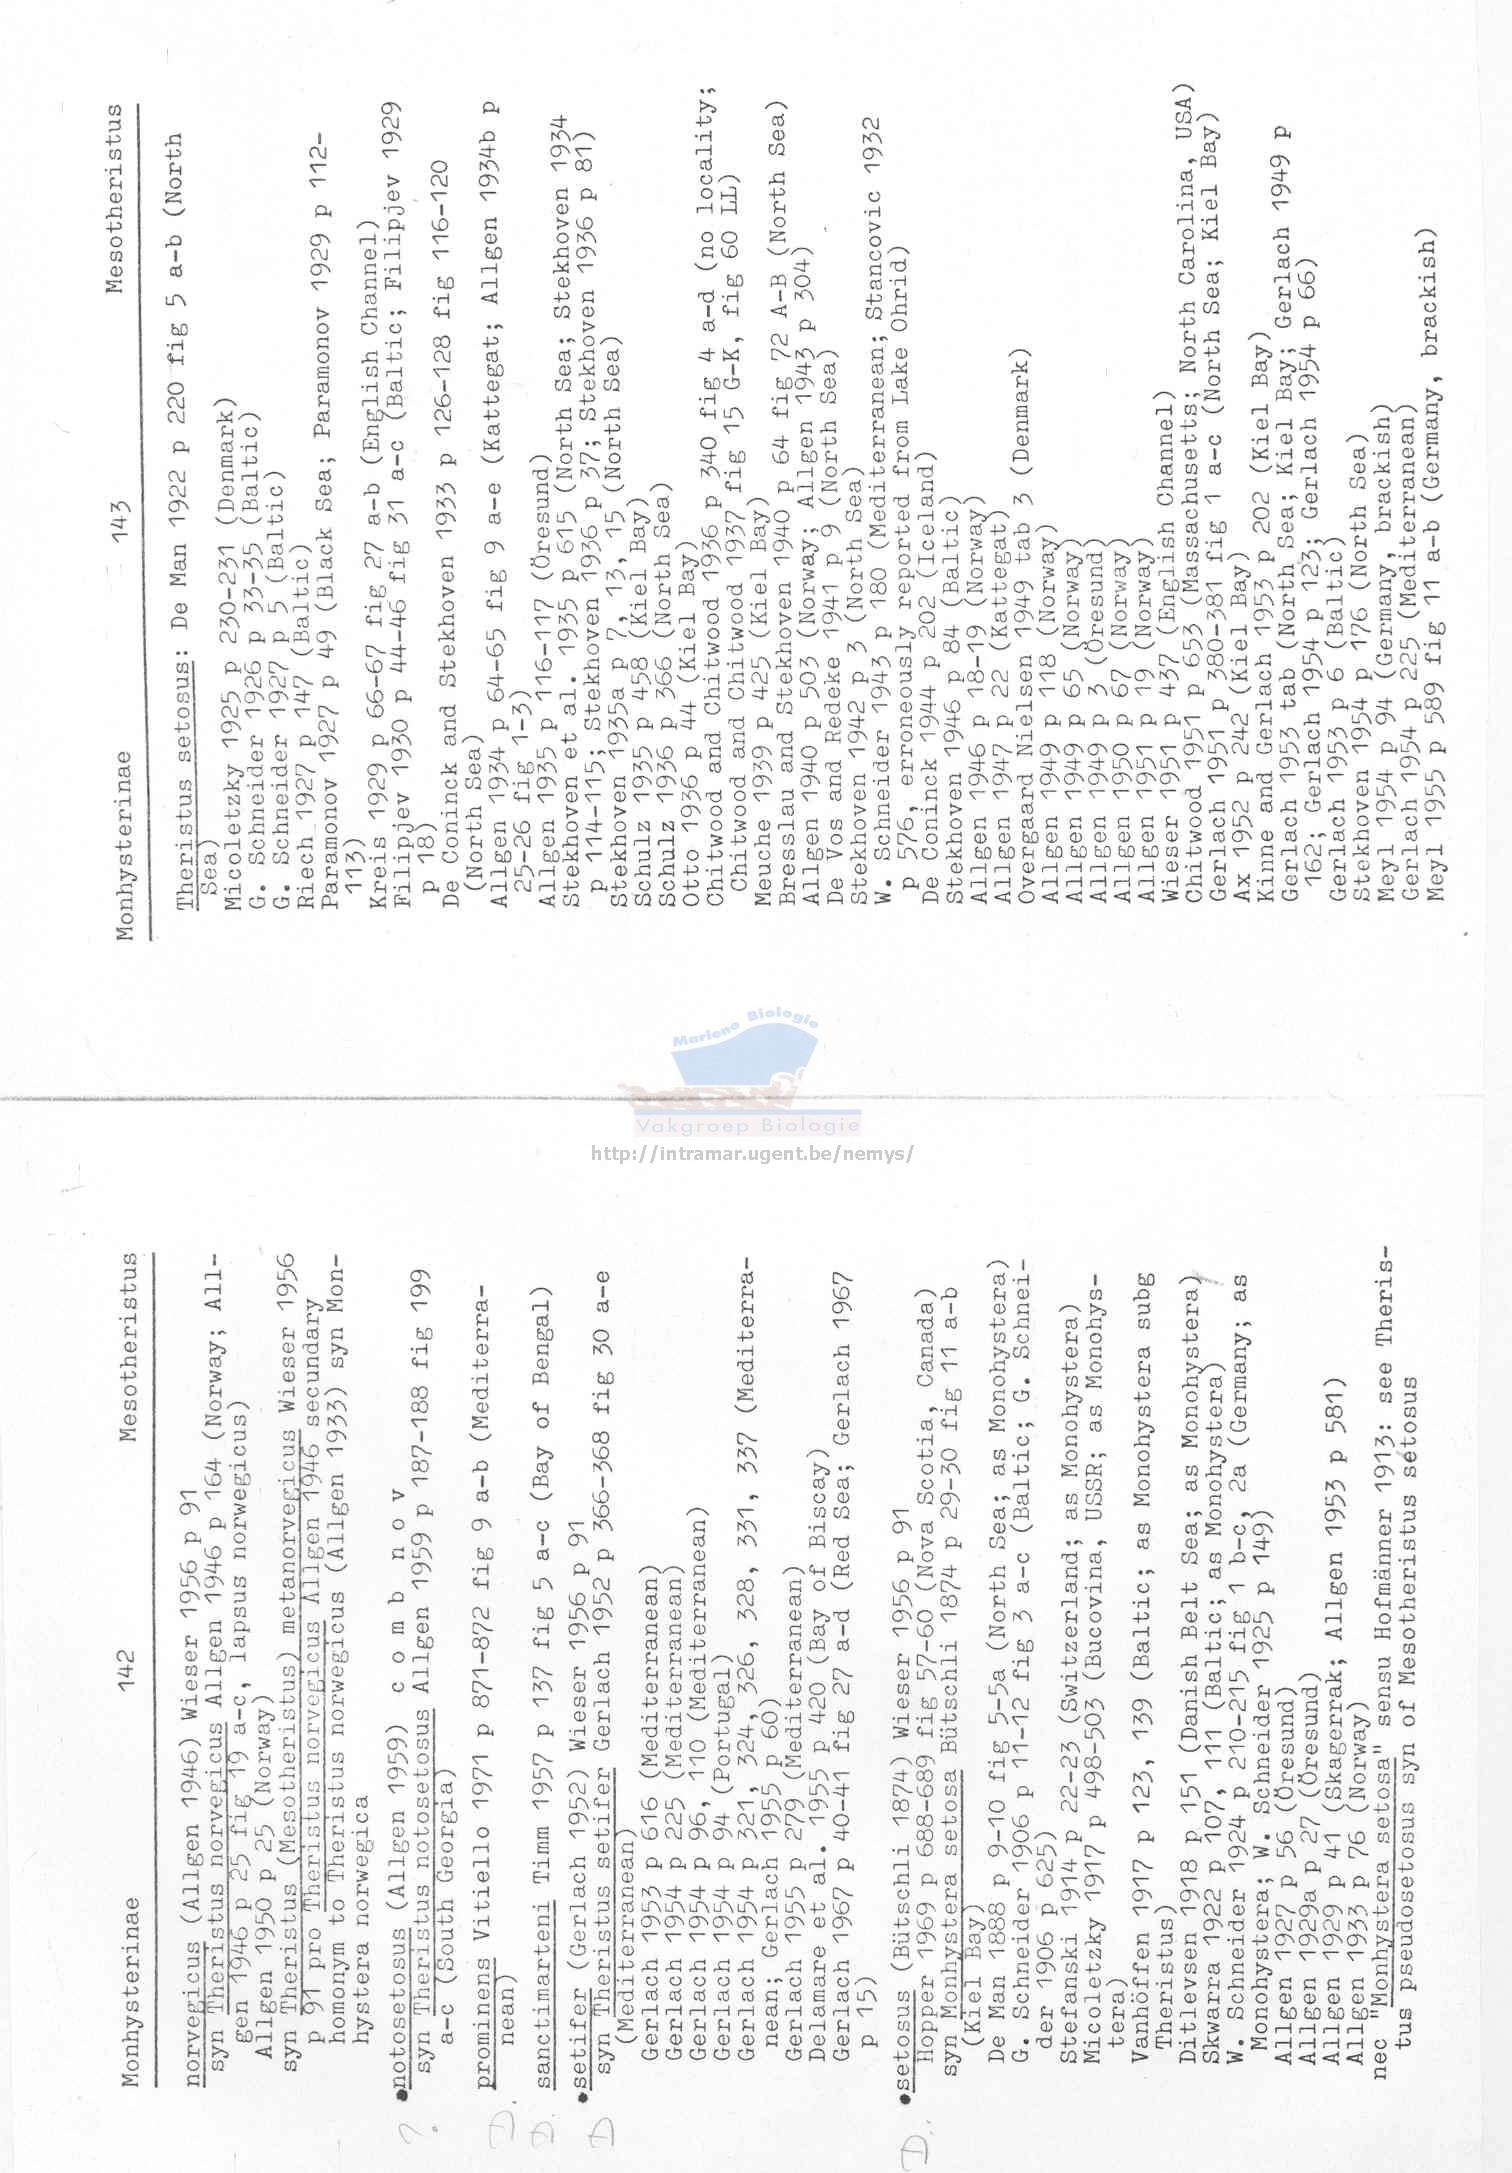 Monhysterinae 142 Mesotheristus
norvegicus (Allgen 1946) Wieser 1956 p 91
syn Theristus norvegicus Allgen 1946 p 164 (Norway; All-
gen 1946 p 25 fig 19 a-c, lapsus norwegicus)
Allgen 1950 p 25 (Norway)
syn Theristus (Mesotheristus) metanorvegicus Wieser 1956
p 91 pro Theristus norvegicus Allgen 1946 secundary
homonym to Theristus norwegicus (Allgen 1933) syn Mon-
hystera norwegica
?. •notosetosus (Allgen 1959) c o m b n o v
syn Theristus notosetosus Allgen 1959 p 187-188 fig 199
a-c (South Georgia)
A. prominens Vitiello 1971 p 871-872 fig 9 a-b (Mediterra-
nean)
A. sanctimarteni Timm 1957 p 137 fig 5 a-c (Bay of Bengal)
A •setifer (Gerlach 1952) Wieser 1956 p 91
syn Theristus setifer Gerlach 1952 p 366-368 fig 30 a-e
(Mediterranean)
Gerlach 1953 p 616 (Mediterranean)
Gerlach 1954 p 225 (Mediterranean)
Gerlach 1954 p 96, 110 (Mediterranean)
Gerlach 1954 p 94 (Portugal)
Gerlach 1954 p 321, 324, 326, 328, 331, 337 (Mediterra-
nean; Gerlach 1955 p 60)
Gerlach 1955 p 279 (Mediterranean)
Delamare et al. 1955 p 420 (Bay of Biscay)
Gerlach 1967 p 40-41 fig 27 a-d (Red Sea; Gerlach 1967
p 15)
A. •setosus (Bütschli 1874) Wieser 1956 p 91
Hopper 1969 p 688-689 fig 57-60 (Nova Scotia, Canada)
syn Monhystera setosa Bütschli 1874 p 29-30 fig 11 a-b
(Kiel Bay)
De Man 1888 p 9-10 fig 5-5a (North Sea; as Monohystera)
G. Schneider 1906 p 11-12 fig 3 a-c (Baltic; G. Schnei-
der 1906 p 625)
Stefanski 1914 p 22-23 (Switzerland; as Monohystera)
Micoletzky 1917 p 498-503 (Bucovina, USSR; as Monohys-
tera)
Vanhöffen 1917 p 123, 139 (Baltic; as Monohystera subg
Theristus)
Ditlevsen 1918 p 151 (Danish Belt Sea; as Monohystera)
Skwarra 1922 p 107, 111 (Baltic; as Monohystera)
W. Schneider 1924 p 210-215 fig 1 b-c, 2a (Germany; as
Monohystera; W. Schneider 1925 p 149)
Allgen 1927 p 56 (Öresund)
Allgen 1929a p 27 (Öresund)
Allgen 1929 p 41 (Skagerrak; Allgen 1953 p 581)
Allgen 1933 p 76 (Norway)
nec "Monhystera setosa" sensu Hofmänner 1913: see Theris-
tus pseudosetosus syn of Mesotheristus setosus
Marine Biologie
Vakgroep Biologie
http://intramar.ugent.be/nemys/
Monhysterinae 143 Mesotheristus
Theristus setosus: De Man 1922 p 220 fig 5 a-b (North
Sea)
Micoletzky 1925 p 230-231 (Denmark)
G. Schneider 1926 p 33-35 (Baltic)
G. Schneider 1927 p 5 (Baltic)
Riech 1927 p 147 (Baltic)
Paramonov 1927 p 49 (Black Sea; Paramonov 1929 p 112-
113)
Kreis 1929 p 66-67 fig 27 a-b (English Channel)
Filipjev 1930 p 44-46 fig 31 a-c (Baltic; Filipjev 1929
p 18)
De Coninck and Stekhoven 1933 p 126-128 fig 116-120
(North Sea)
Allgen 1934 p 64-65 fig 9 a-e (Kattegat; Allgen 1934b p
25-26 fig 1-3)
Allgen 1935 p 116-117 (Öresund)
Stekhoven et al. 1935 p 615 (North Sea; Stekhoven 1934
p 114-115; Stekhoven 1936 p 37; Stekhoven 1936 p 81)
Stekhoven 1935a p 7, 13, 15 (North Sea)
Schulz 1935 p 458 (Kiel Bay)
Schulz 1936 p 366 (North Sea)
Otto 1936 p 44 (Kiel Bay)
Chitwood and Chitwood 1936 p 340 fig 4 a-d (no locality;
Chitwood and Chitwood 1937 fig 15 G-K, fig 60 LL)
Meuche 1939 p 425 (Kiel Bay)
Bresslau and Stekhoven 1940 p 64 fig 72 A-B (North Sea)
Allgen 1940 p 503 (Norway; Allgen 1943 p 304)
De Vos and Redeke 1941 p 9 (North Sea)
Stekhoven 1942 p 3 (North Sea)
W. Schneider 1943 p 180 (Mediterranean; Stancovic 1932
p 576, erroneously reported from Lake Ohrid)
De Coninck 1944 p 202 (Iceland)
Stekhoven 1946 p 84 (Baltic)
Allgen 1946 p 18-19 (Norway)
Allgen 1947 p 22 (Kattegat)
Overgaard Nielsen 1949 tab 3 (Denmark)
Allgen 1949 p 118 (Norway)
Allgen 1949 p 65 (Norway)
Allgen 1949 p 3 (Öresund)
Allgen 1950 p 67 (Norway)
Allgen 1951 p 19 (Norway)
Wieser 1951 p 437 (English Channel)
Chitwood 1951 p 653 (Massachusetts; North Carolina, USA)
Gerlach 1951 p 380-381 fig 1 a-c (North Sea; Kiel Bay)
Ax 1952 p 242 (Kiel Bay)
Kinne and Gerlach 1953 p 202 (Kiel Bay)
Gerlach 1953 tab (North Sea; Kiel Bay; Gerlach 1949 p
162; Gerlach 1954 p 123; Gerlach 1954 p 66)
Gerlach 1953 p 6 (Baltic)
Stekhoven 1954 p 176 (North Sea)
Meyl 1954 p 94 (Germany, brackish)
Gerlach 1954 p 225 (Mediterranean)
Meyl 1955 p 589 fig 11 a-b (Germany, brackish)